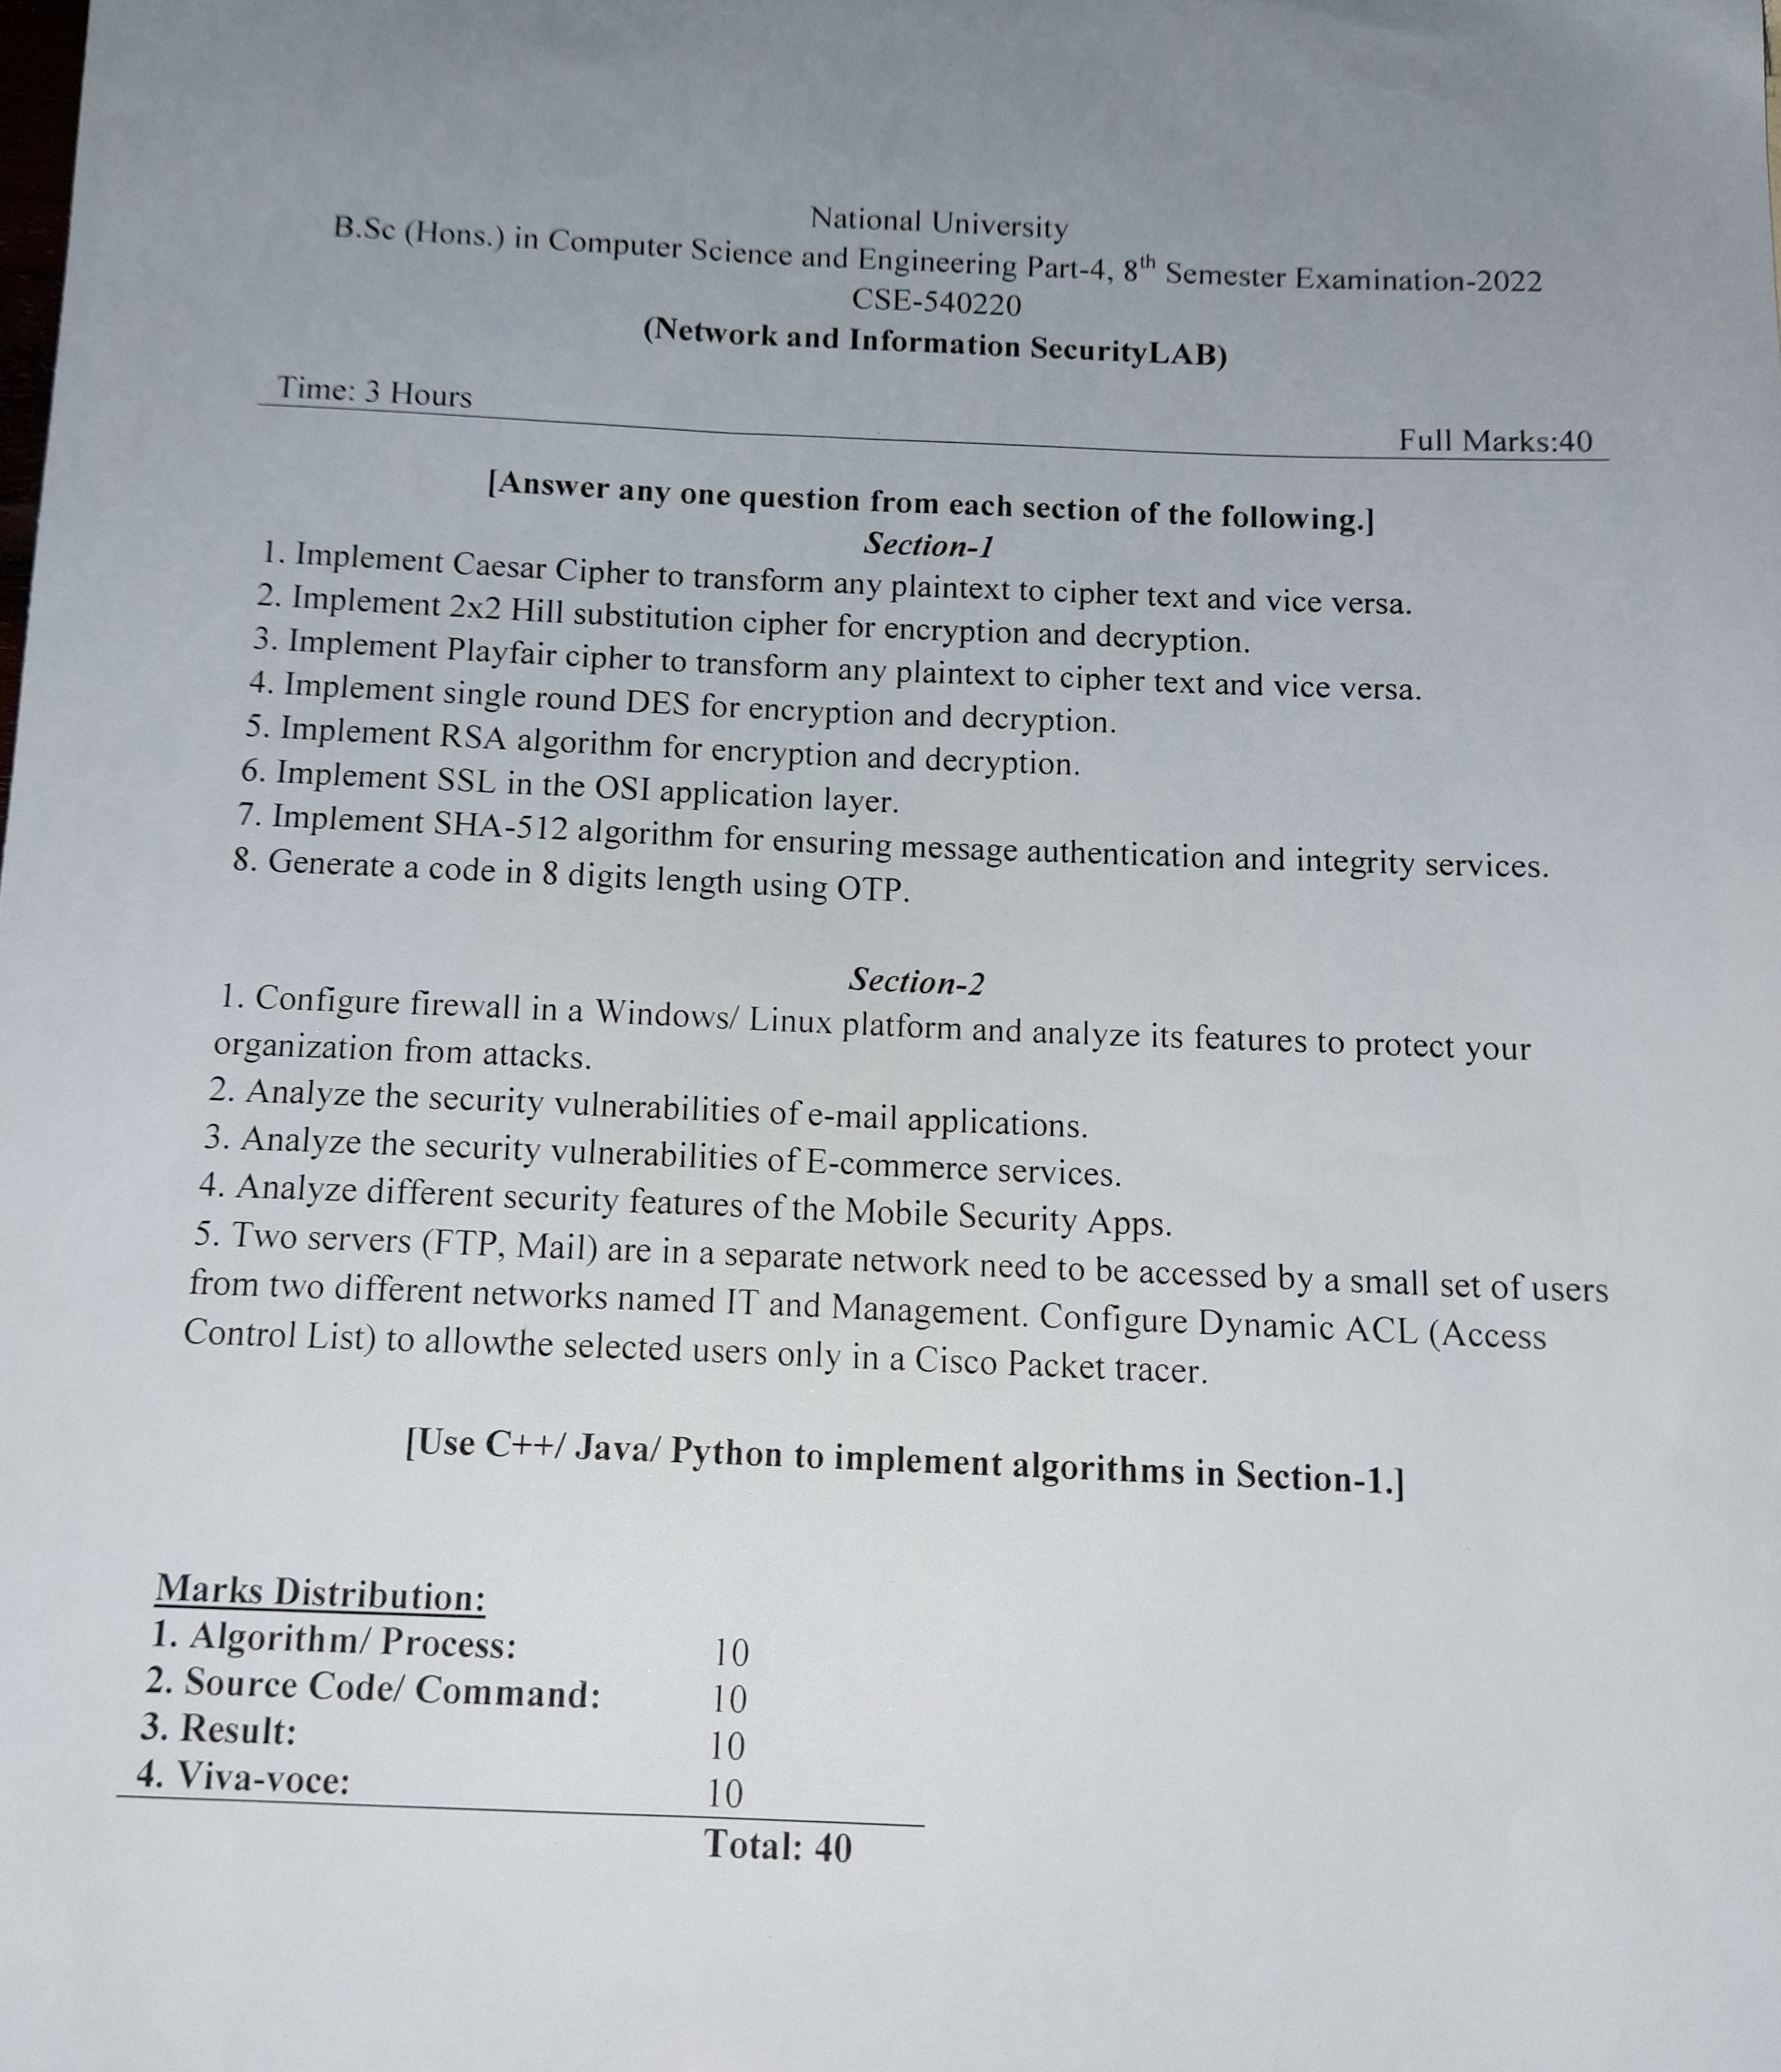 National University
B.Sc (Hons.) in Computer Science and Engineering Part-4, 8th Semester Examination-2022
CSE-540220
(Network and Information SecurityLAB)
Time: 3 Hours
Full Marks:40
[Answer any one question from each section of the following.]
Section-1
1. Implement Caesar Cipher to transform any plaintext to cipher text and vice versa.
2. Implement 2x2 Hill substitution cipher for encryption and decryption.
3. Implement Playfair cipher to transform any plaintext to cipher text and vice versa.
4. Implement single round DES for encryption and decryption.
5. Implement RSA algorithm for encryption and decryption.
6. Implement SSL in the OSI application layer.
7. Implement SHA-512 algorithm for ensuring message authentication and integrity services.
8. Generate a code in 8 digits length using OTP.
Section-2
1. Configure firewall in a Windows/ Linux platform and analyze its features to protect your
organization from attacks.
2. Analyze the security vulnerabilities of e-mail applications.
3. Analyze the security vulnerabilities of E-commerce services.
4. Analyze different security features of the Mobile Security Apps.
5. Two servers (FTP, Mail) are in a separate network need to be accessed by a small set of users
from two different networks named IT and Management. Configure Dynamic ACL (Access
Control List) to allowthe selected users only in a Cisco Packet tracer.
[Use C++/ Java/ Python to implement algorithms in Section-1.]
Marks Distribution:
1. Algorithm/ Process: 10
2. Source Code/ Command: 10
3. Result: 10
4. Viva-voce: 10
Total: 40